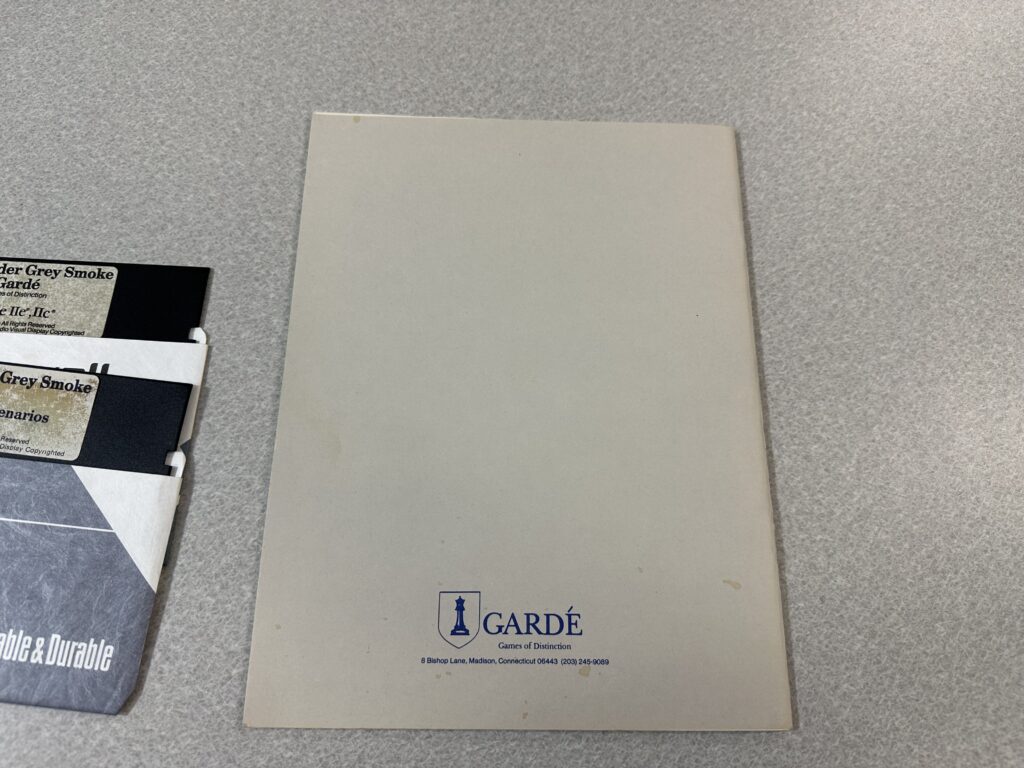 der Grey Smoke
Gardé
es of Distinction
e IIe, IIc
All Rights Reserved
dio Visual Display Copyrighted
Grey Smoke
enarios
Reserved
Display Copyrighted
able & Durable
GARDÉ
Games of Distinction
8 Bishop Lane, Madison, Connecticut 06443 (203) 245-9089